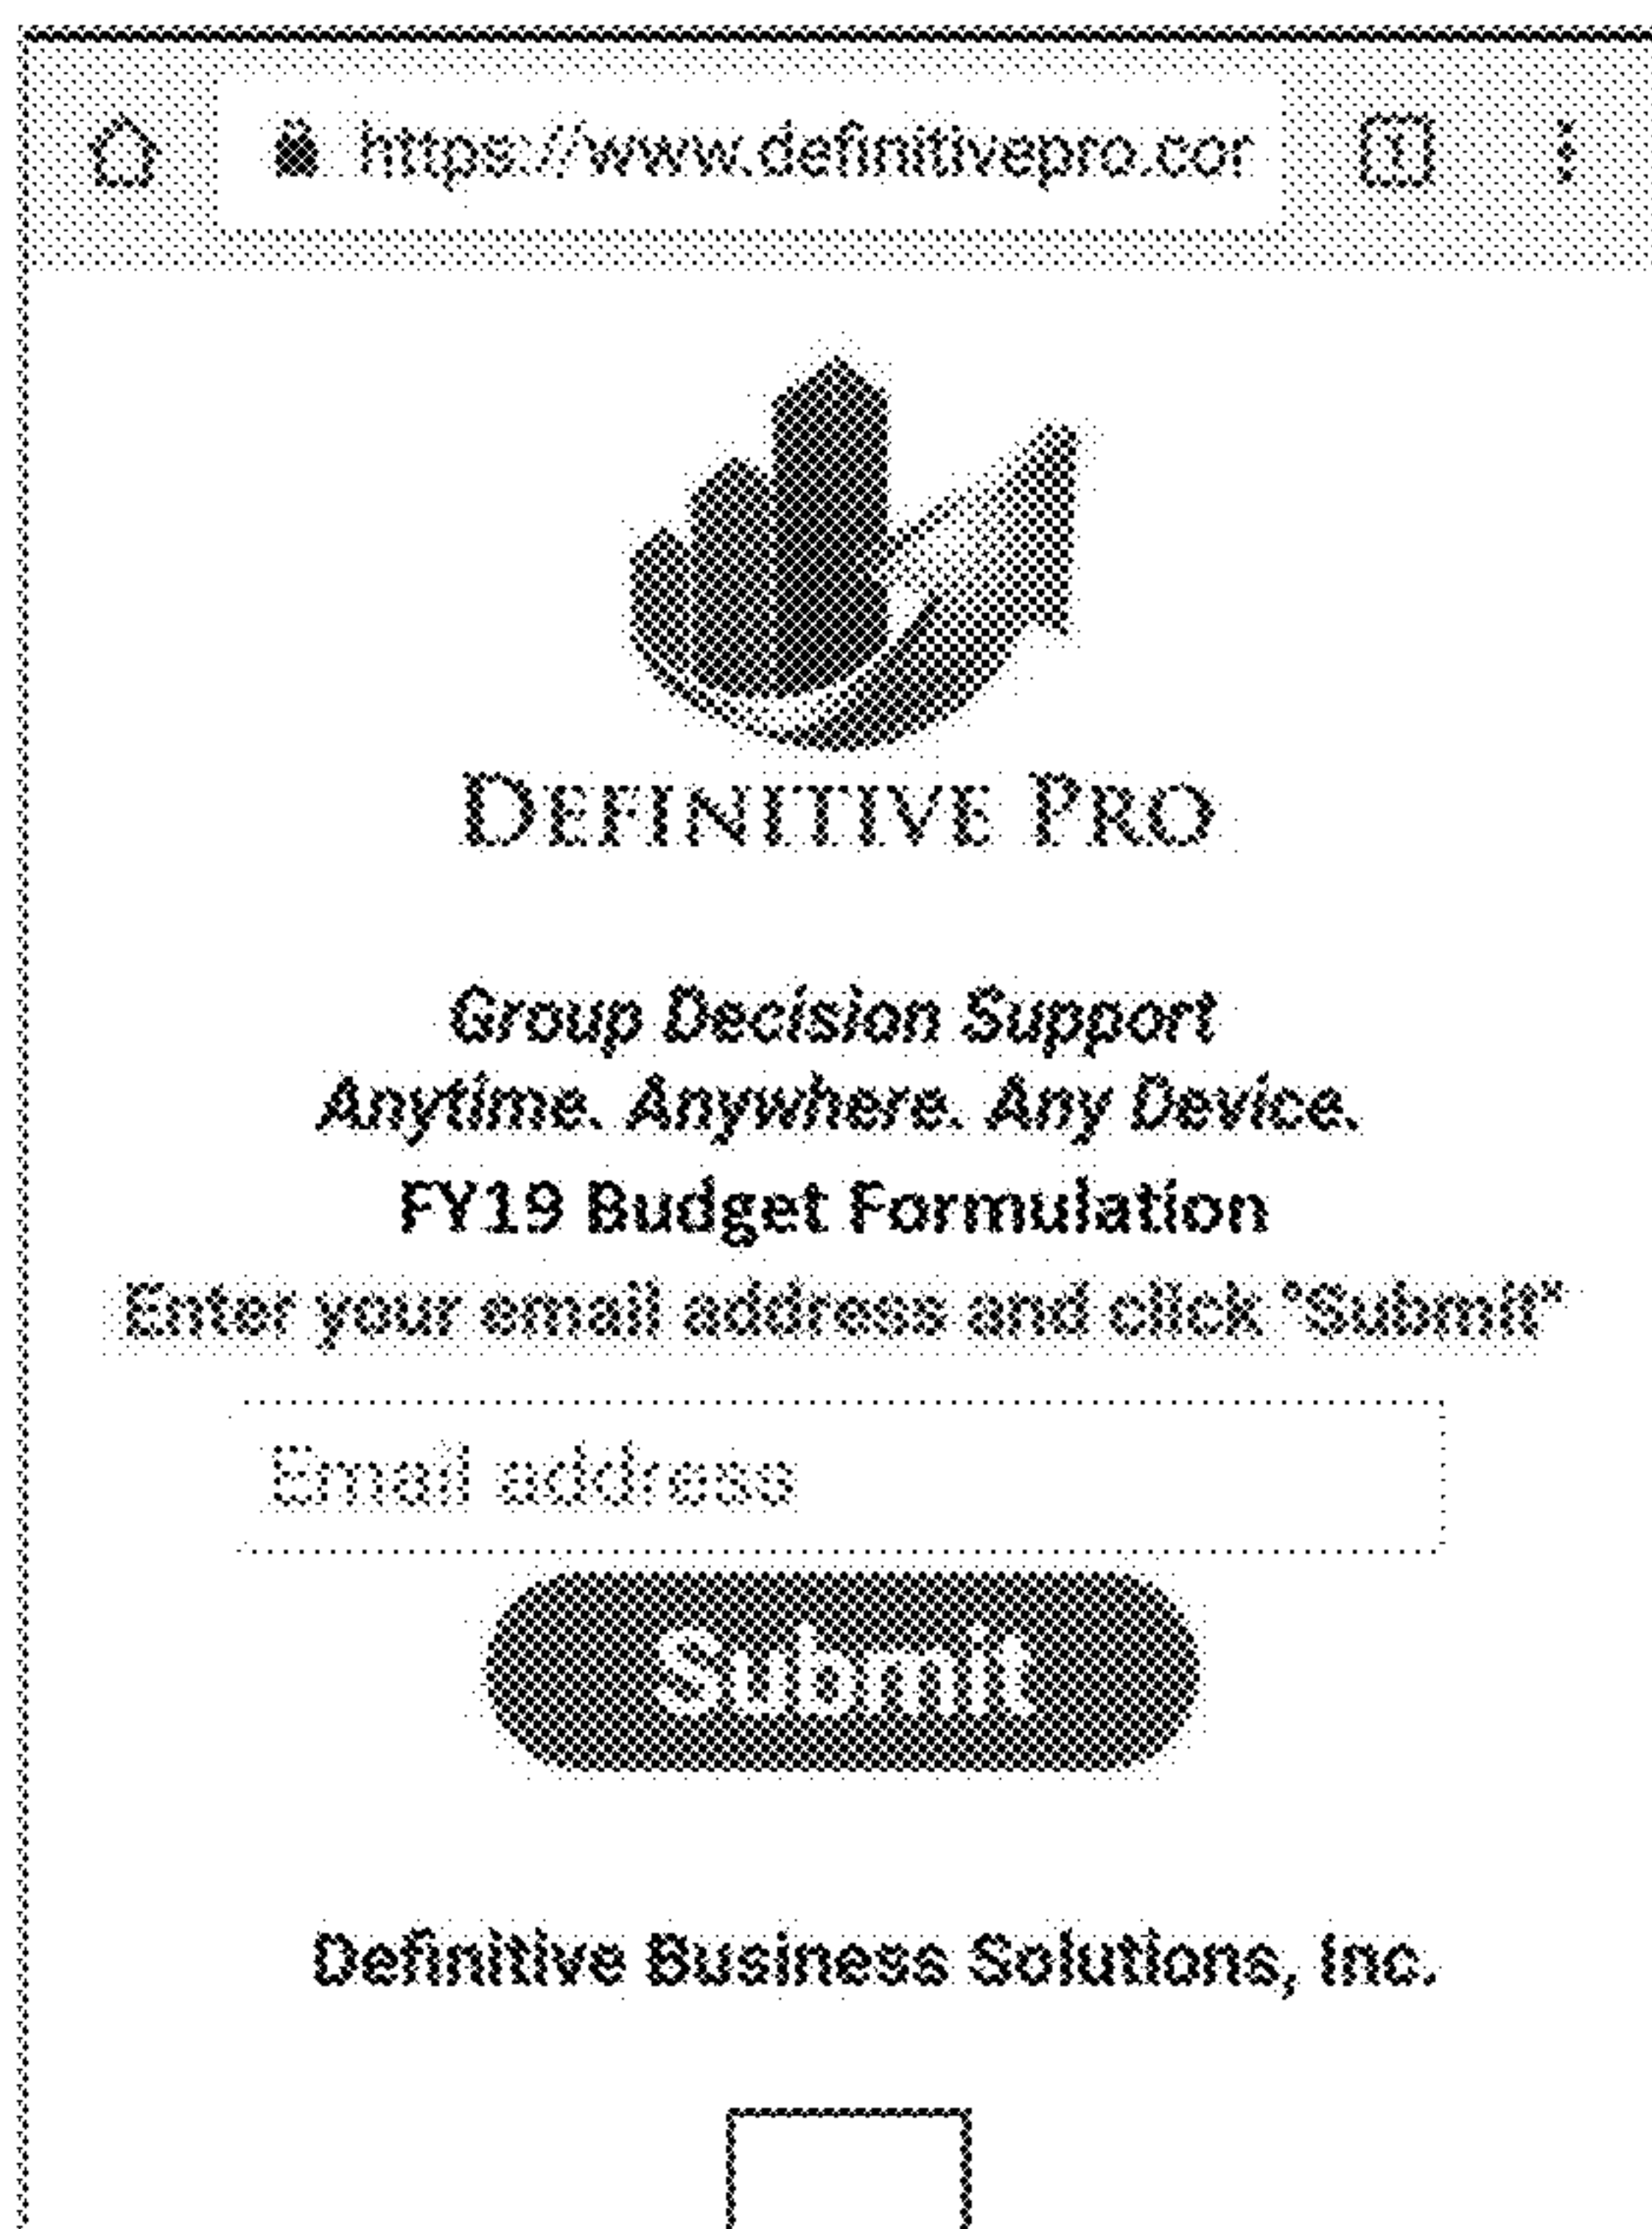 https://www.definitivepro.cor
1
DEFINITIVE PRO
Group Decision Support
Anytime. Anywhere. Any Device.
FY19 Budget Formulation
Enter your email address and click "Submit"
Email address
Submit
Definitive Business Solutions, Inc.